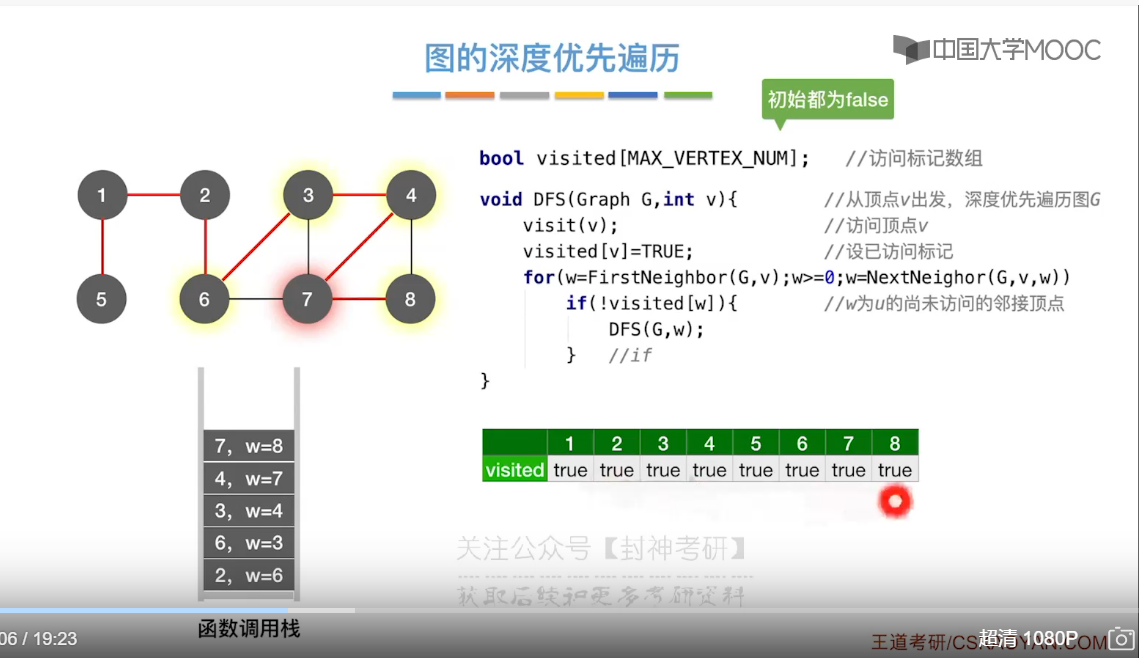 中国大学MOOC
图的深度优先遍历
初始都为false
bool visited[MAX_VERTEX_NUM]; //访问标记数组
void DFS(Graph G,int v){ //从顶点v出发，深度优先遍历图G
visit(v); //访问顶点v
visited[v]=TRUE; //设已访问标记
for(w=FirstNeighbor(G,v);w>=0;w=NextNeighor(G,v,w))
if(!visited[w]){ //w为u的尚未访问的邻接顶点
DFS(G,w);
} //if
}
1 2 3 4
5 6 7 8
7, w=8
4, w=7
3, w=4
6, w=3
2, w=6
函数调用栈
1 2 3 4 5 6 7 8
visited true true true true true true true true
关注公众号【封神考研】
获取后续和更多考研资料
06 / 19:23
超清 1080P
王道考研/CSKAOYAN.COM